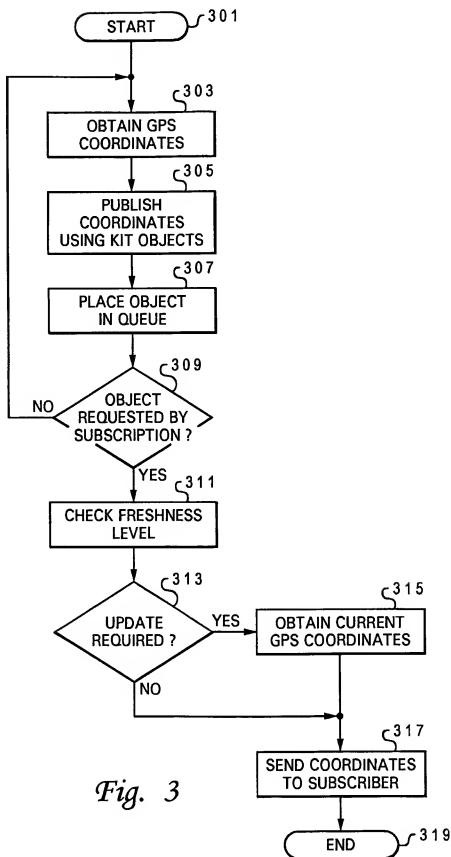 START
301
303
OBTAIN GPS
COORDINATES
305
PUBLISH
COORDINATES
USING KIT OBJECTS
307
PLACE OBJECT
IN QUEUE
309
OBJECT
REQUESTED BY
SUBSCRIPTION ?
NO
YES
311
CHECK FRESHNESS
LEVEL
313
UPDATE
REQUIRED ?
YES
NO
315
OBTAIN CURRENT
GPS COORDINATES
317
SEND COORDINATES
TO SUBSCRIBER
Fig. 3
END
319